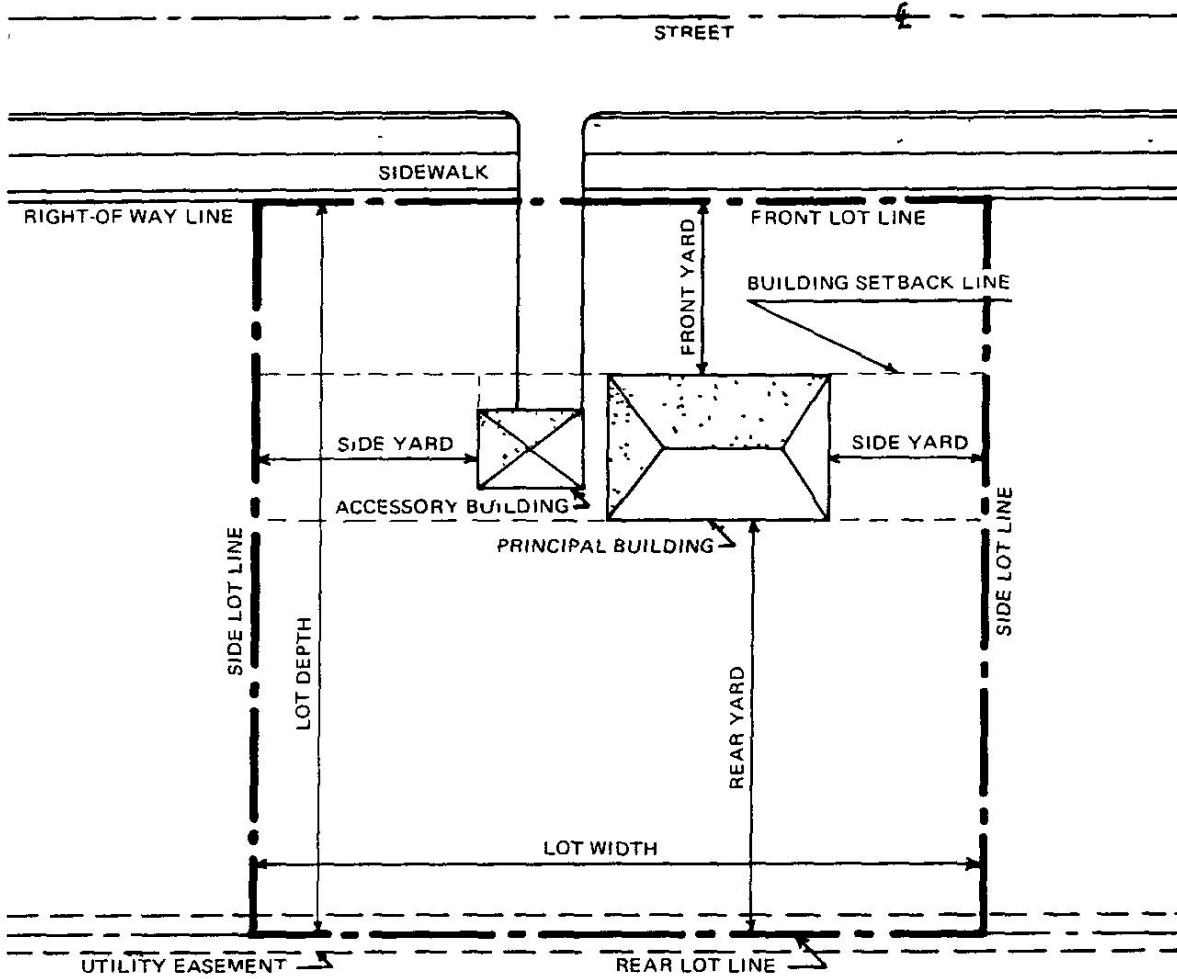 ℄
STREET
SIDEWALK
RIGHT-OF WAY LINE
FRONT LOT LINE
FRONT YARD
BUILDING SETBACK LINE
SIDE YARD
SIDE YARD
ACCESSORY BUILDING
PRINCIPAL BUILDING
SIDE LOT LINE
SIDE LOT LINE
LOT DEPTH
REAR YARD
LOT WIDTH
UTILITY EASEMENT
REAR LOT LINE